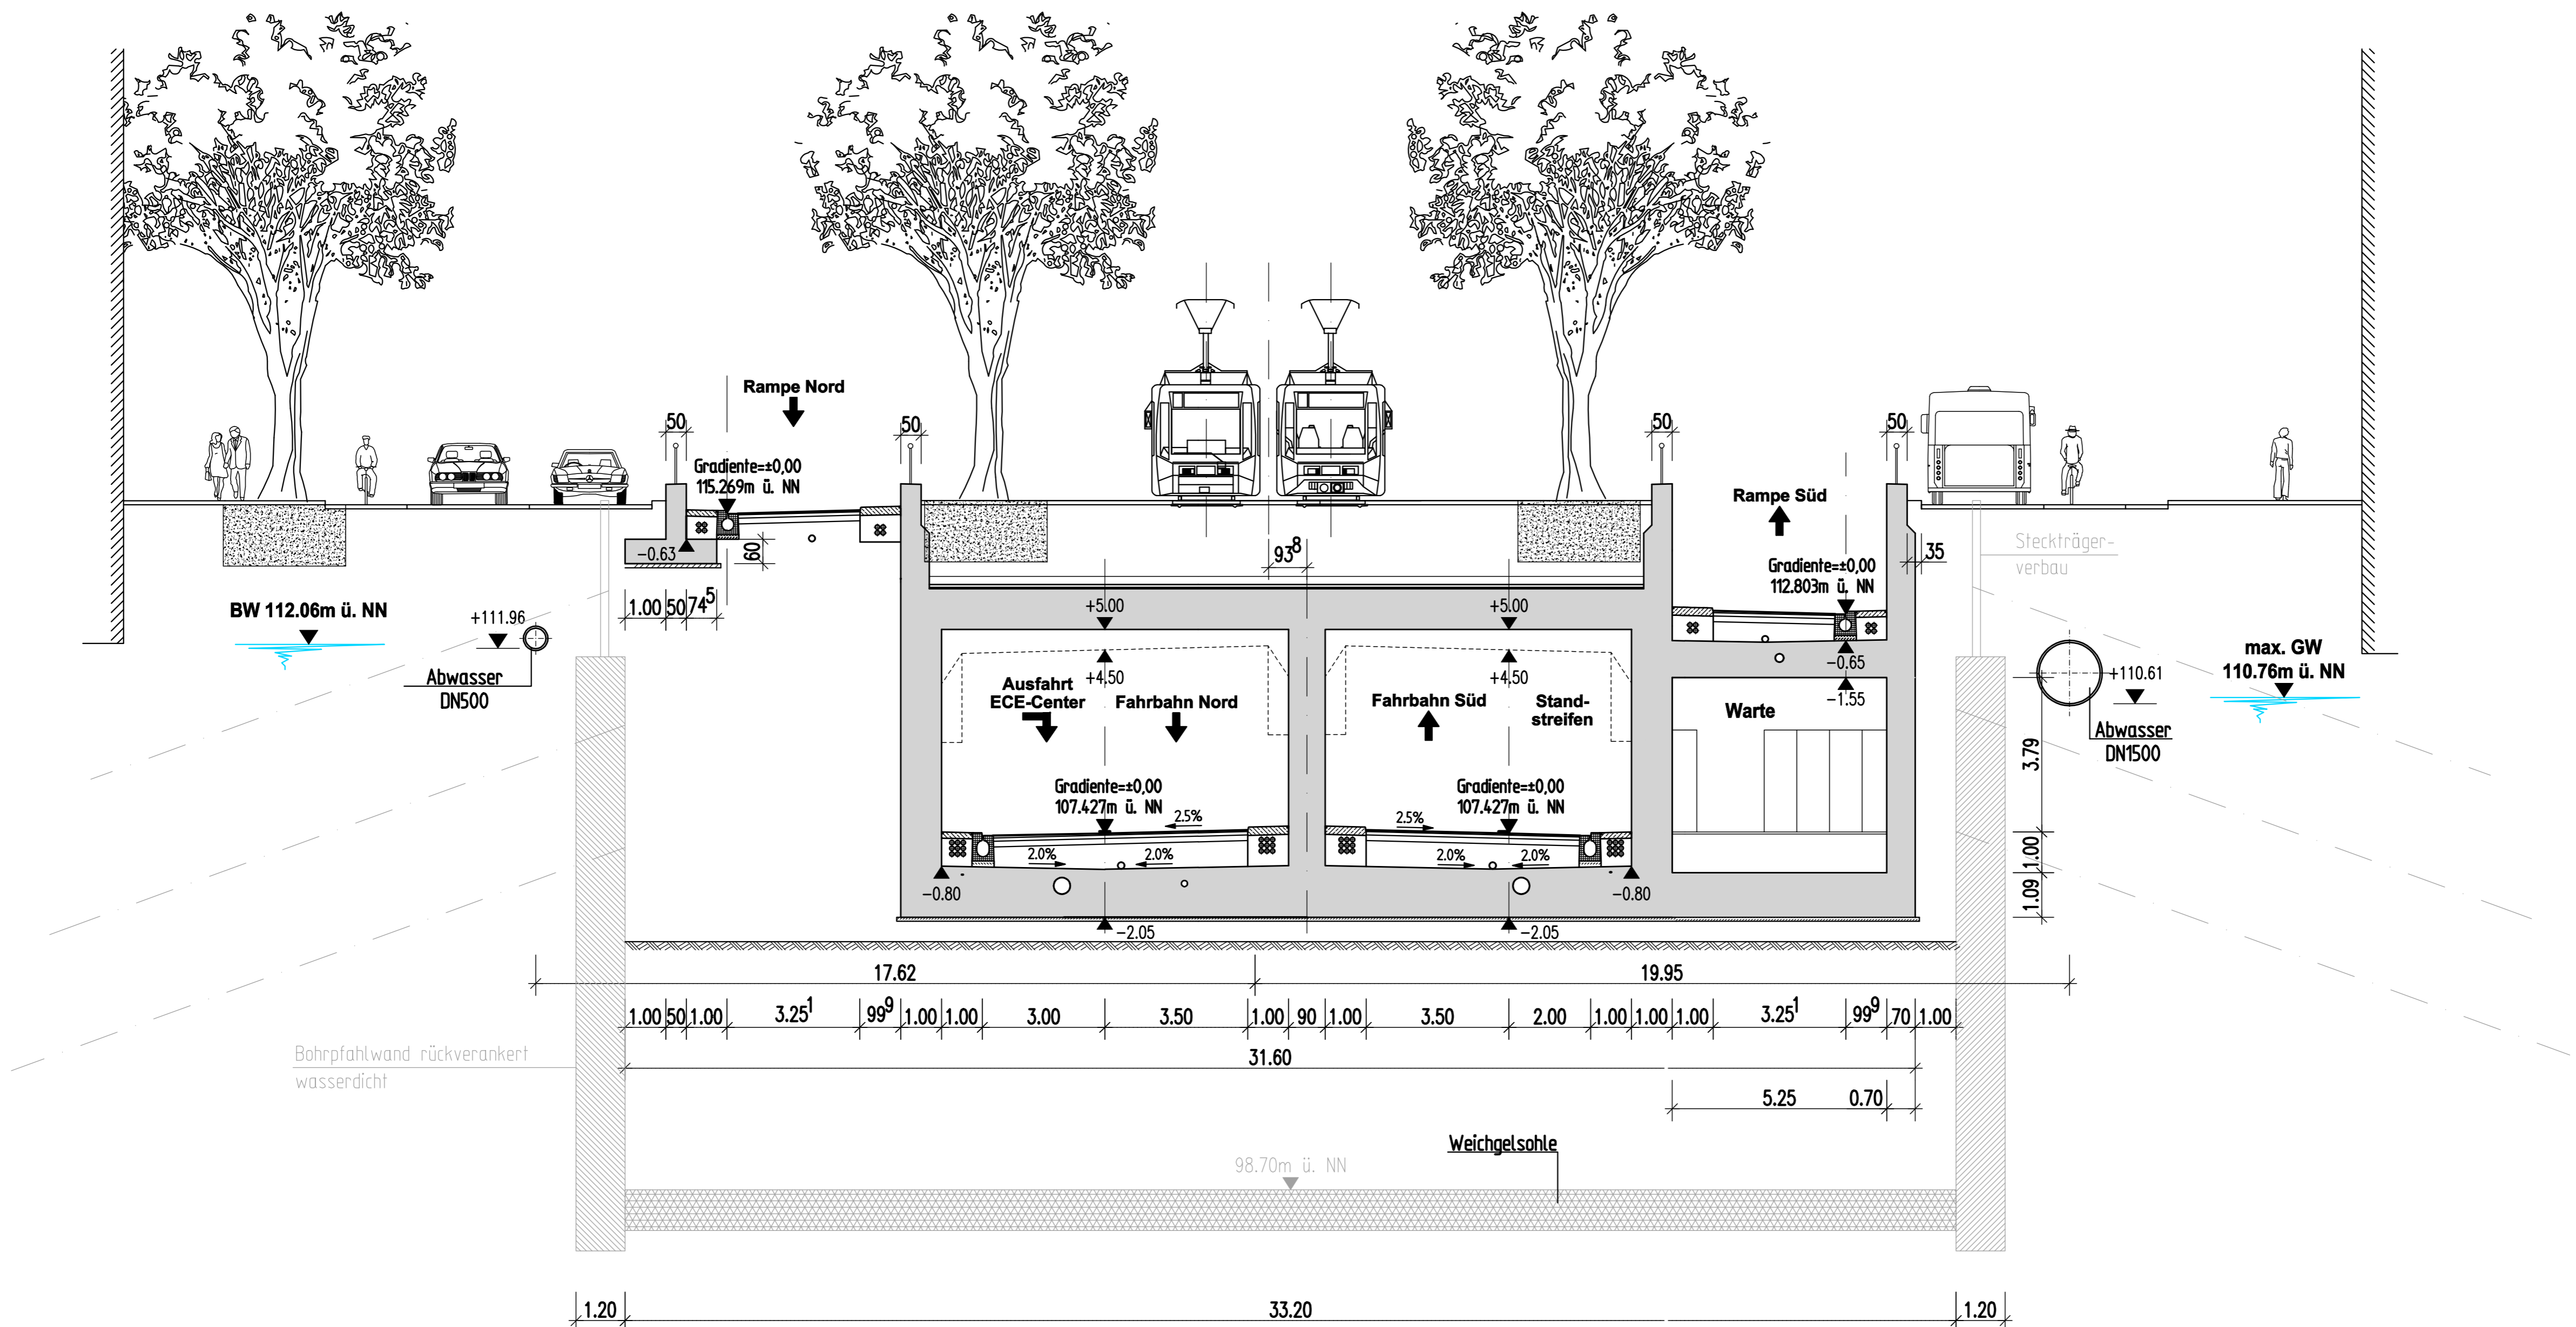 Rampe Nord
50
50
50
50
Gradiente=±0,00
115.269m ü. NN
Rampe Süd
-0.63
60
93⁸
35
Steckträger-
verbau
Gradiente=±0,00
112.803m ü. NN
1.00 50 74⁵
BW 112.06m ü. NN
+111.96
Abwasser
DN500
+5.00
+5.00
+4.50
+4.50
-0.65
-1.55
max. GW
110.76m ü. NN
+110.61
Abwasser
DN1500
Ausfahrt
ECE-Center
Fahrbahn Nord
Fahrbahn Süd
Stand-
streifen
Warte
3.79
1.00
1.09
Gradiente=±0,00
107.427m ü. NN
Gradiente=±0,00
107.427m ü. NN
2.5%
2.5%
2.0%
2.0%
2.0%
2.0%
-0.80
-0.80
-2.05
-2.05
17.62
19.95
1.00 50 1.00 3.25¹ 99⁹ 1.00 1.00 3.00 3.50 1.00 90 1.00 3.50 2.00 1.00 1.00 1.00 3.25¹ 99⁹ 70 1.00
Bohrpfahlwand rückverankert
wasserdicht
31.60
5.25 0.70
Weichgelsohle
98.70m ü. NN
1.20 33.20 1.20